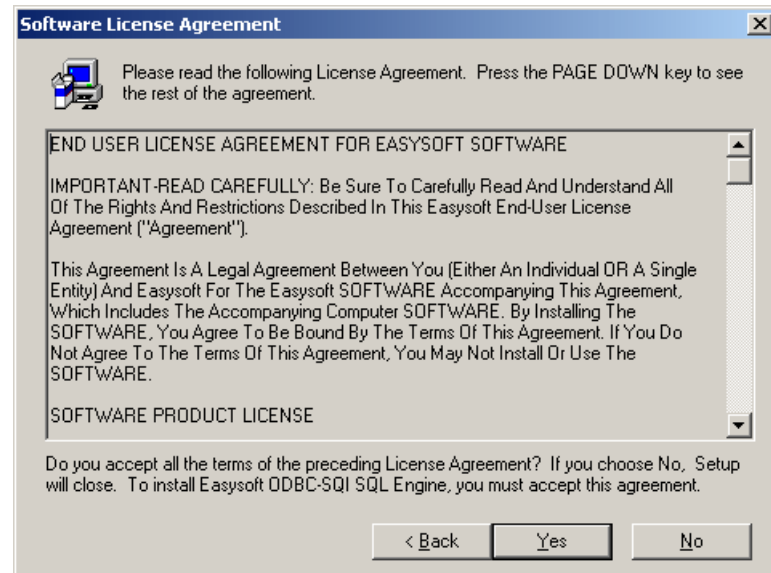 Software License Agreement
Please read the following License Agreement.  Press the PAGE DOWN key to see
the rest of the agreement.
END USER LICENSE AGREEMENT FOR EASYSOFT SOFTWARE
IMPORTANT-READ CAREFULLY: Be Sure To Carefully Read And Understand All
Of The Rights And Restrictions Described In This Easysoft End-User License
Agreement ("Agreement").
This Agreement Is A Legal Agreement Between You (Either An Individual OR A Single
Entity) And Easysoft For The Easysoft SOFTWARE Accompanying This Agreement,
Which Includes The Accompanying Computer SOFTWARE. By Installing The
SOFTWARE, You Agree To Be Bound By The Terms Of This Agreement. If You Do
Not Agree To The Terms Of This Agreement, You May Not Install Or Use The
SOFTWARE.
SOFTWARE PRODUCT LICENSE
Do you accept all the terms of the preceding License Agreement?  If you choose No,  Setup
will close.  To install Easysoft ODBC-SQI SQL Engine, you must accept this agreement.
< Back
Yes
No